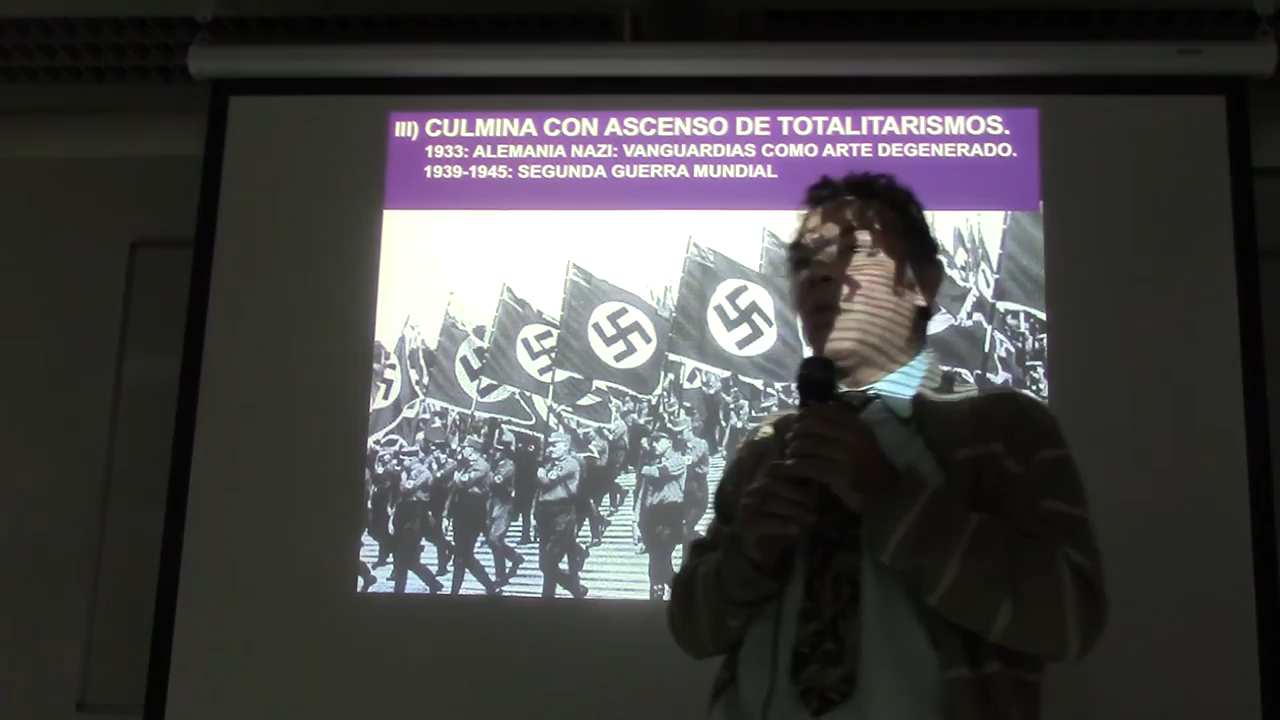 III) CULMINA CON ASCENSO DE TOTALITARISMOS.
1933: ALEMANIA NAZI: VANGUARDIAS COMO ARTE DEGENERADO.
1939-1945: SEGUNDA GUERRA MUNDIAL